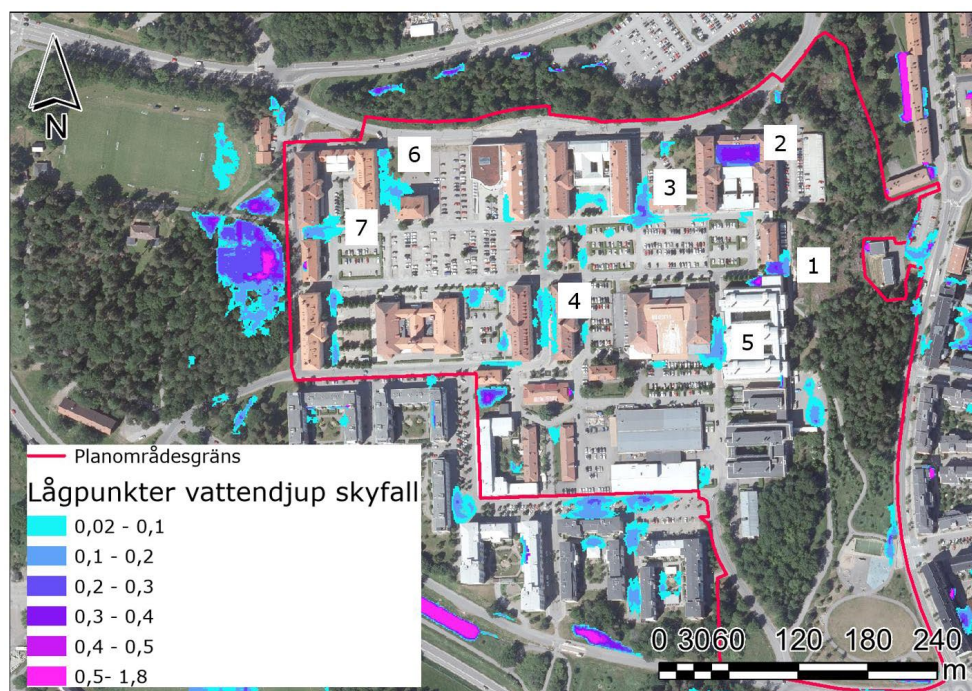 N
6
2
3
7
1
4
5
Planområdesgräns
Lågpunkter vattendjup skyfall
0,02 - 0,1
0,1 - 0,2
0,2 - 0,3
0,3 - 0,4
0,4 - 0,5
0,5- 1,8
0 30 60 120 180 240
m